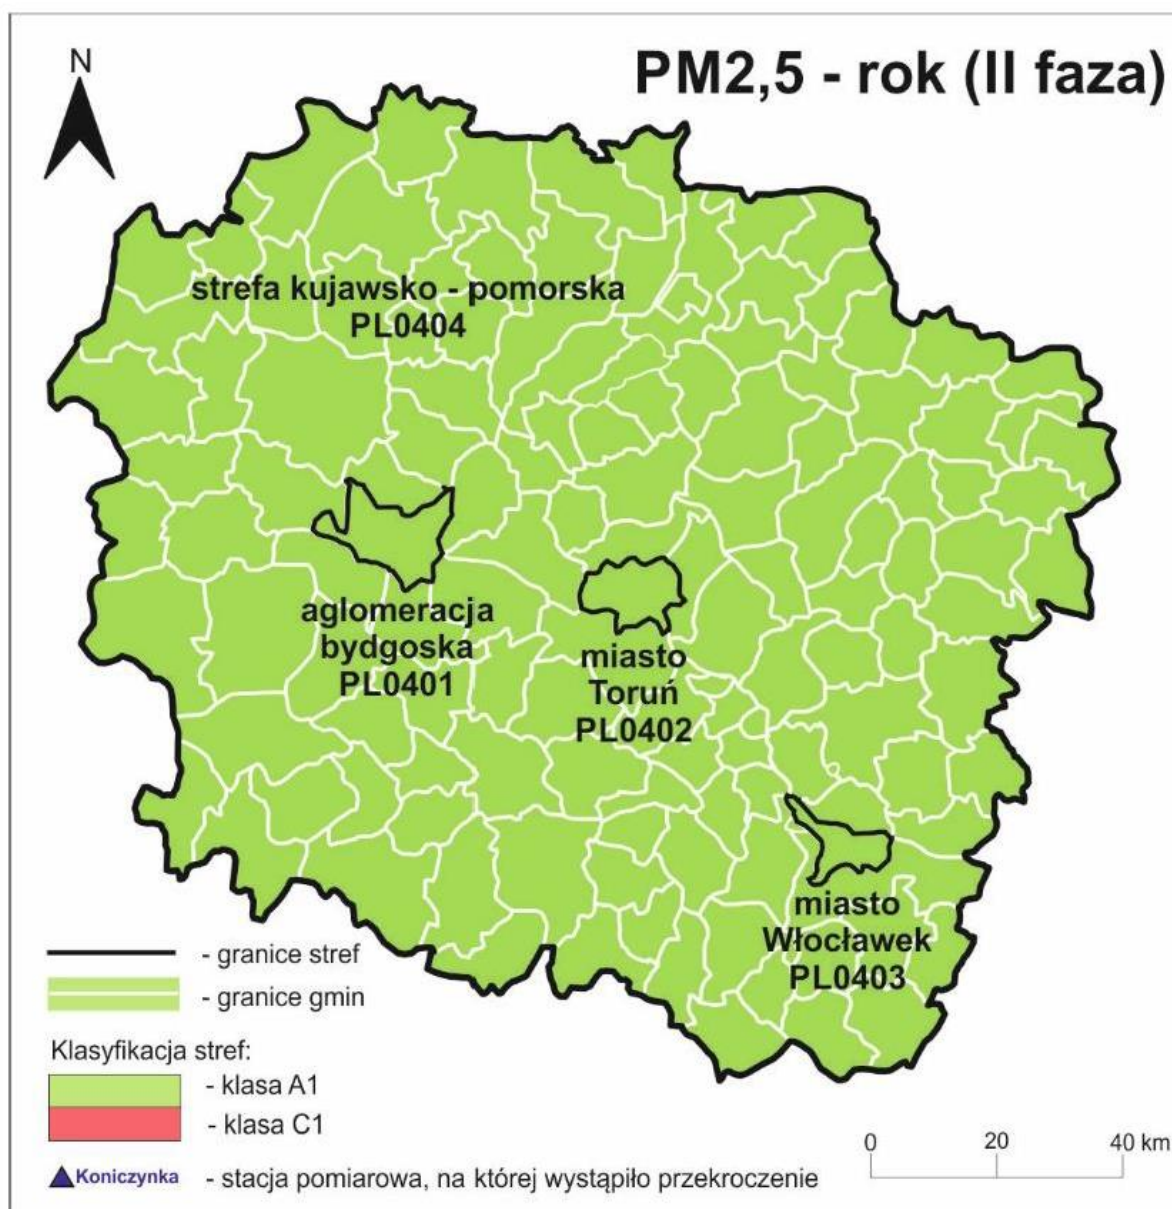 N
PM2,5 - rok (II faza)
strefa kujawsko - pomorska
PL0404
aglomeracja
bydgoska
PL0401
miasto
Toruń
PL0402
miasto
Włocławek
PL0403
- granice stref
- granice gmin
Klasyfikacja stref:
- klasa A1
- klasa C1
Koniczynka - stacja pomiarowa, na której wystąpiło przekroczenie
0 20 40 km